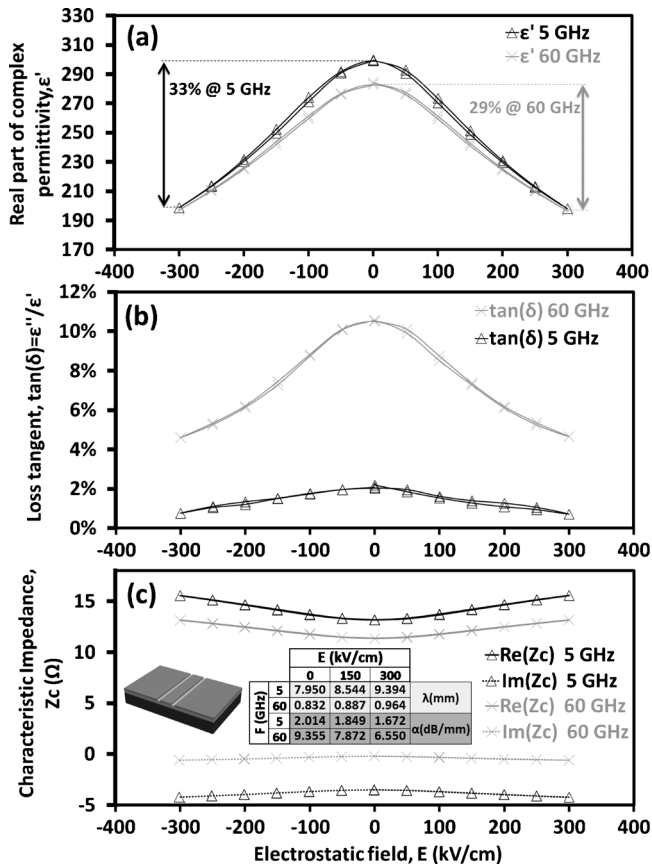 330
310
290
270
250
230
210
190
170
Real part of complex
permittivity,ε'
(a)
ε' 5 GHz
ε' 60 GHz
33% @ 5 GHz
29% @ 60 GHz
-400 -300 -200 -100 0 100 200 300 400
12%
10%
8%
6%
4%
2%
0%
Loss tangent, tan(δ)=ε''/ε'
(b)
tan(δ) 60 GHz
tan(δ) 5 GHz
-400 -300 -200 -100 0 100 200 300 400
15
10
5
0
-5
Characteristic Impedance,
Zc (Ω)
(c)
E (kV/cm)
0 150 300
F (GHz)
5 7.950 8.544 9.394 λ(mm)
60 0.832 0.887 0.964
5 2.014 1.849 1.672 α(dB/mm)
60 9.355 7.872 6.550
Re(Zc) 5 GHz
Im(Zc) 5 GHz
Re(Zc) 60 GHz
Im(Zc) 60 GHz
-400 -300 -200 -100 0 100 200 300 400
Electrostatic field, E (kV/cm)